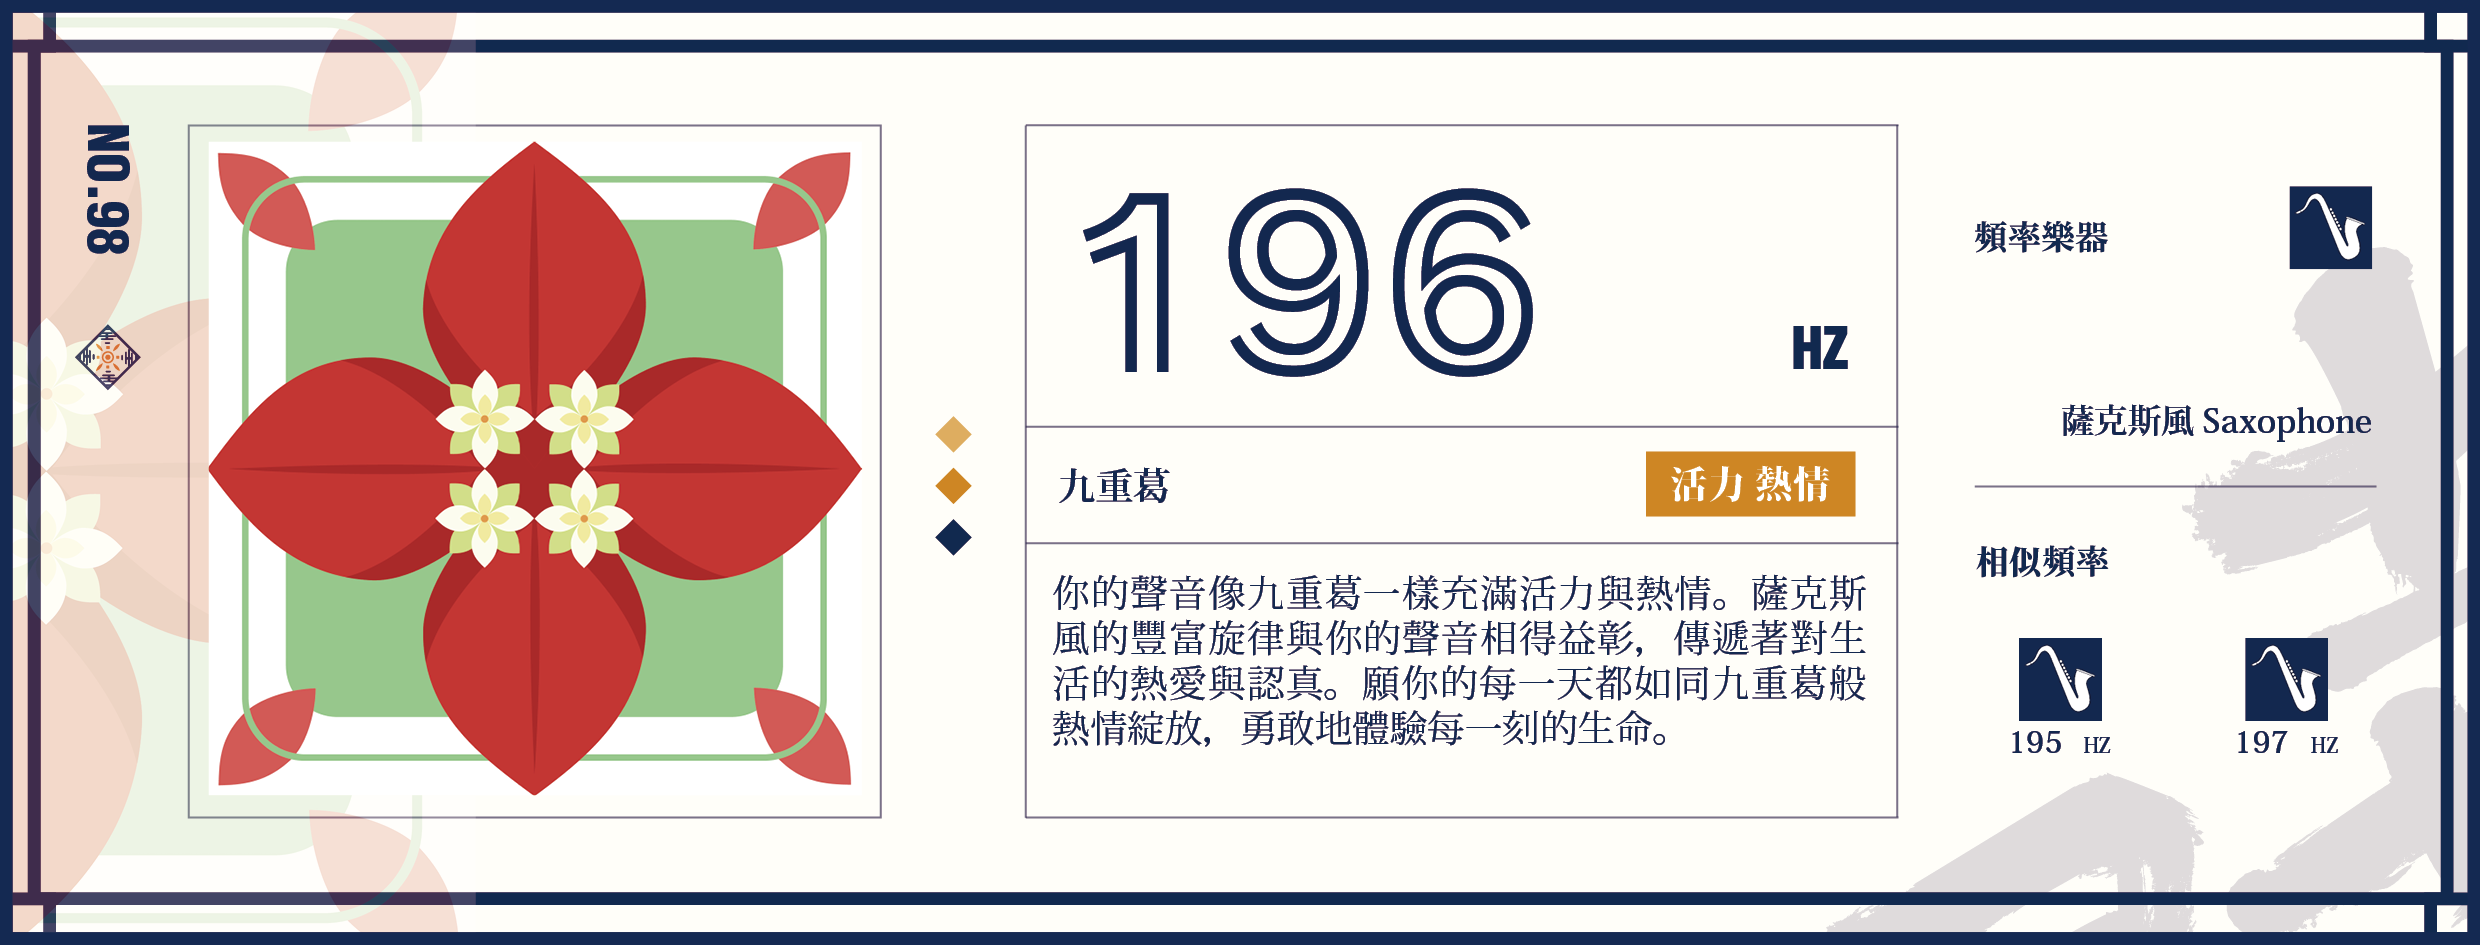 NO.98
196 HZ
九重葛
活力 熱情
你的聲音像九重葛一樣充滿活力與熱情。薩克斯
風的豐富旋律與你的聲音相得益彰，傳遞著對生
活的熱愛與認真。願你的每一天都如同九重葛般
熱情綻放，勇敢地體驗每一刻的生命。
頻率樂器
薩克斯風 Saxophone
相似頻率
195 HZ
197 HZ